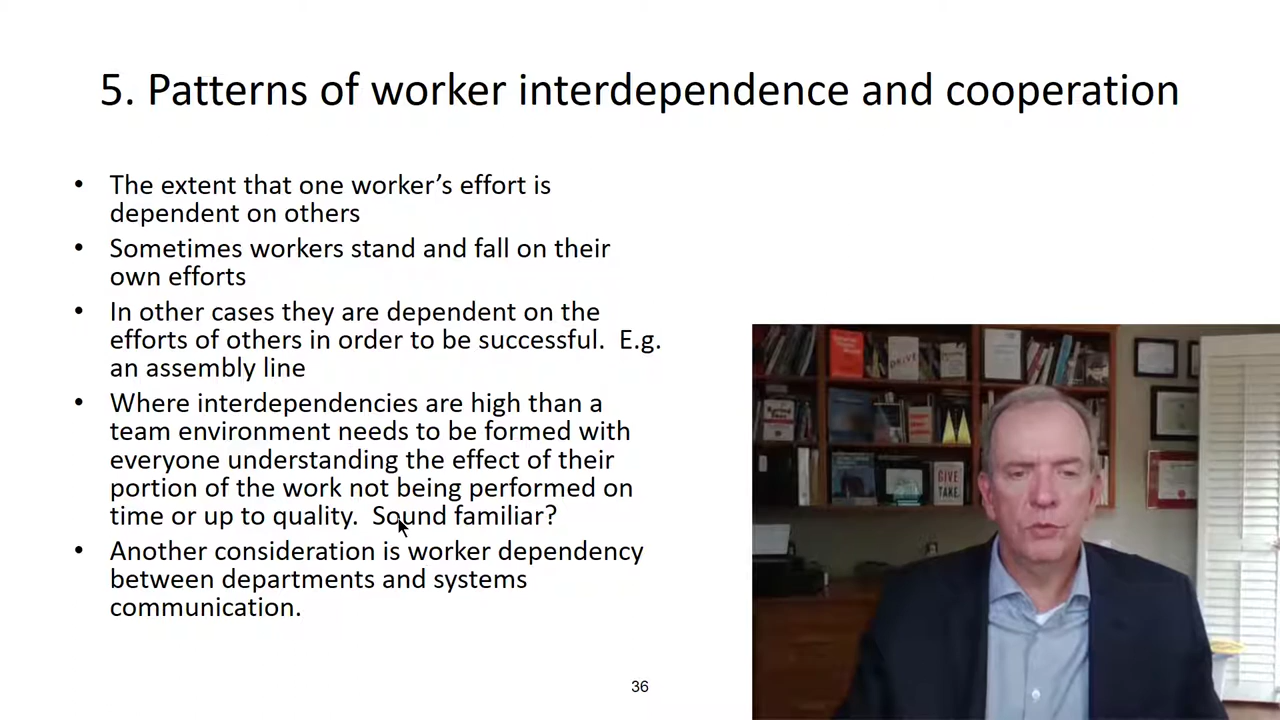 5. Patterns of worker interdependence and cooperation
• The extent that one worker’s effort is
dependent on others
• Sometimes workers stand and fall on their
own efforts
• In other cases they are dependent on the
efforts of others in order to be successful.  E.g.
an assembly line
• Where interdependencies are high than a
team environment needs to be formed with
everyone understanding the effect of their
portion of the work not being performed on
time or up to quality.  Sound familiar?
• Another consideration is worker dependency
between departments and systems
communication.
DRIVE
GIVE
TAKE.
36